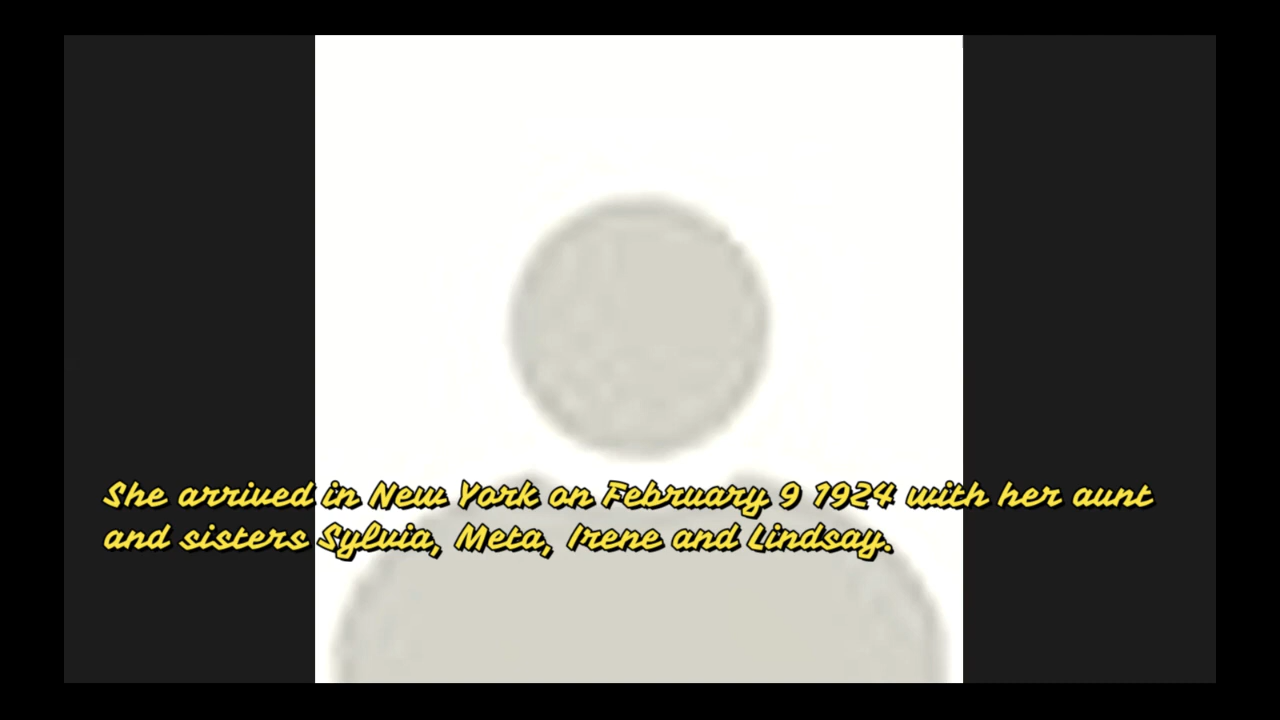 She arrived in New York on February 9 1924 with her aunt
and sisters Sylvia, Meta, Irene and Lindsay.